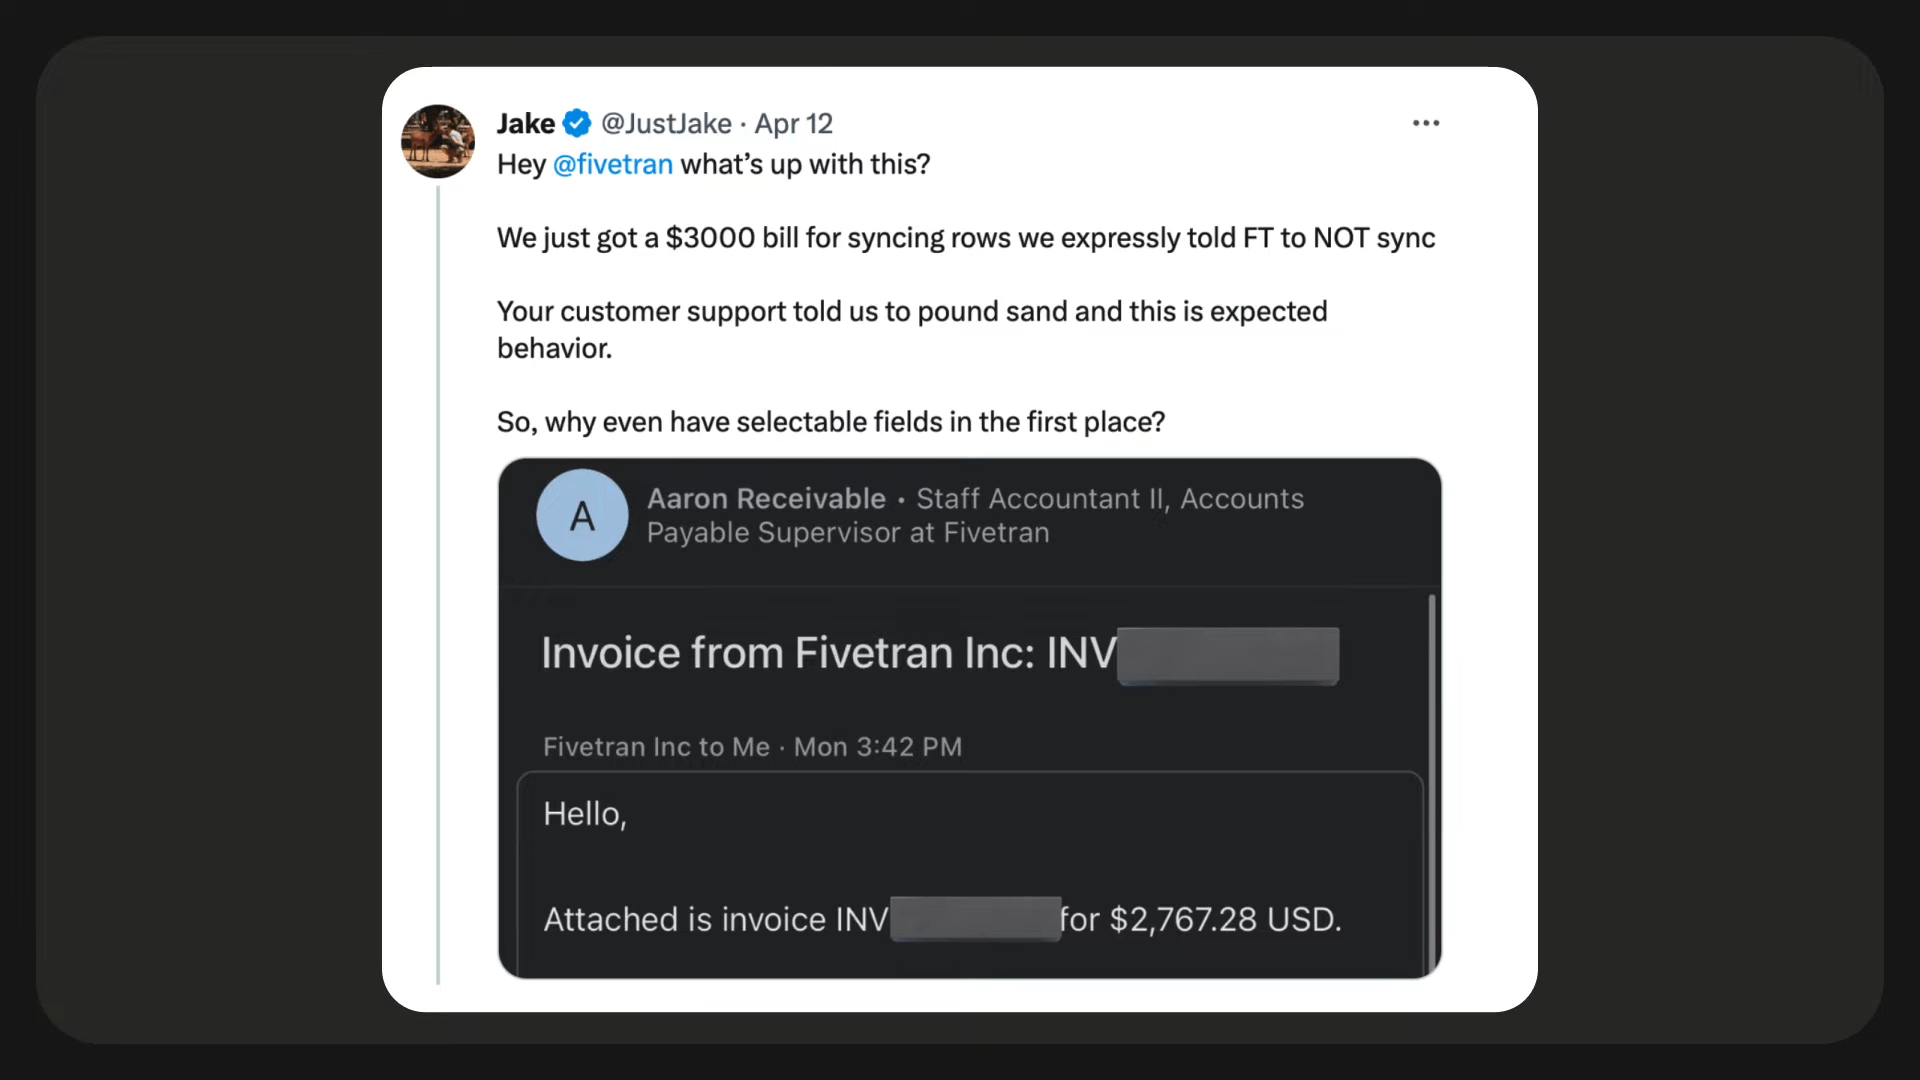 Jake @JustJake · Apr 12
Hey @fivetran what’s up with this?
We just got a $3000 bill for syncing rows we expressly told FT to NOT sync
Your customer support told us to pound sand and this is expected
behavior.
So, why even have selectable fields in the first place?
A
Aaron Receivable • Staff Accountant II, Accounts
Payable Supervisor at Fivetran
Invoice from Fivetran Inc: INV
Fivetran Inc to Me · Mon 3:42 PM
Hello,
Attached is invoice INV for $2,767.28 USD.